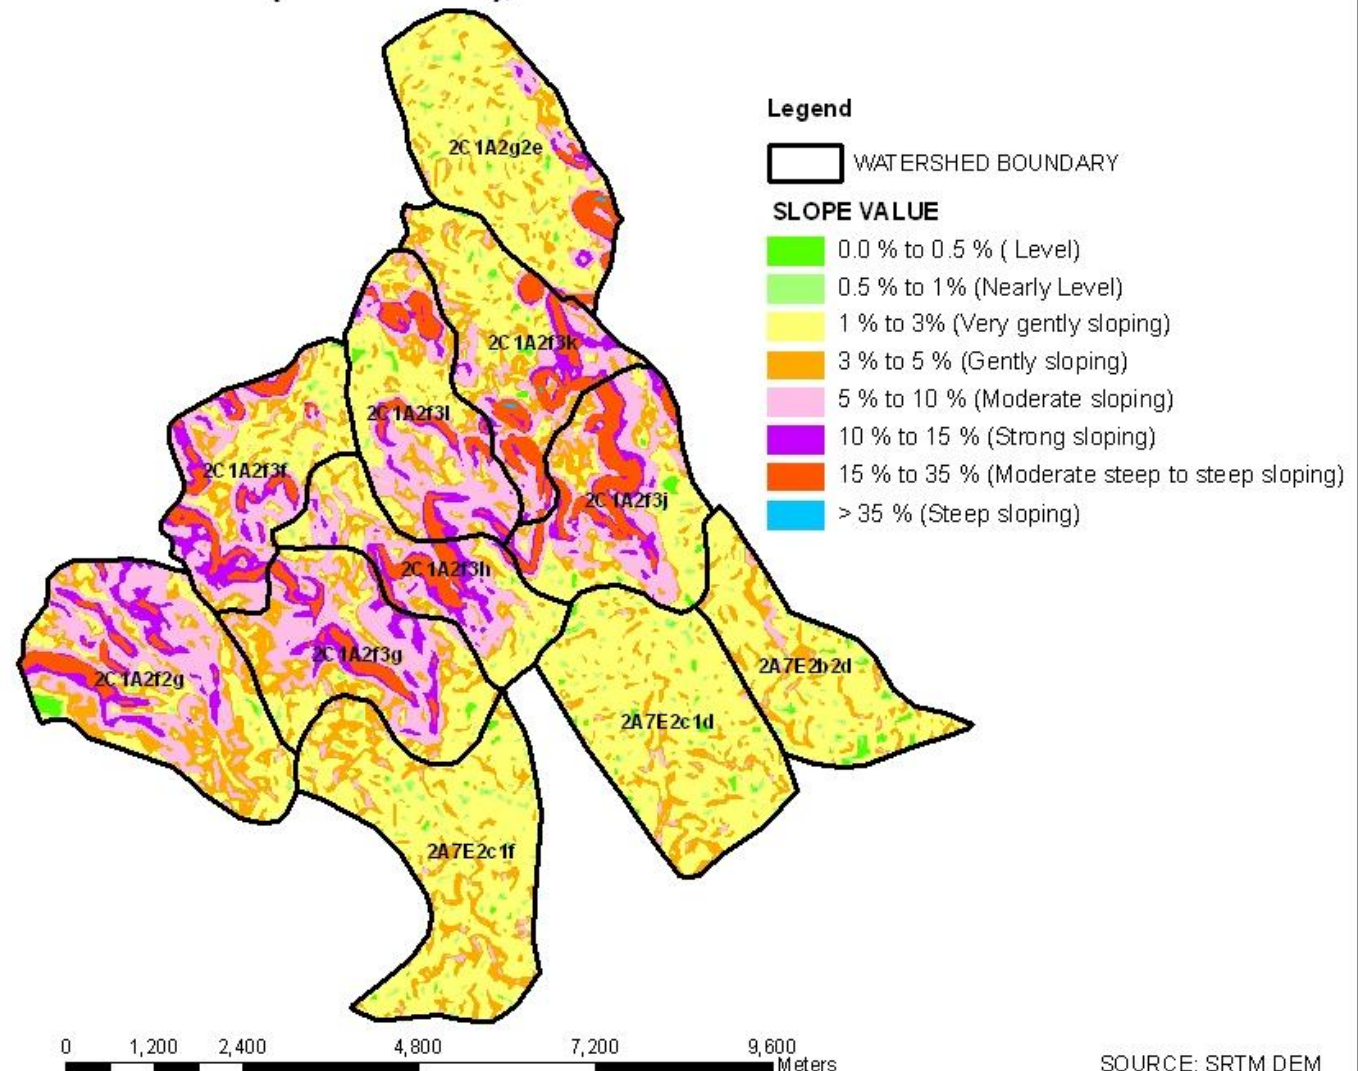 2C1A2g2e
Legend
WATERSHED BOUNDARY
SLOPE VALUE
0.0 % to 0.5 % ( Level)
0.5 % to 1% (Nearly Level)
1 % to 3% (Very gently sloping)
3 % to 5 % (Gently sloping)
5 % to 10 % (Moderate sloping)
10 % to 15 % (Strong sloping)
15 % to 35 % (Moderate steep to steep sloping)
> 35 % (Steep sloping)
2C1A2f3k
2C1A2f3l
2C1A2f3f
2C1A2f3j
2C1A2f3h
2C1A2f3g
2C1A2f2g
2A7E2b2d
2A7E2c1d
2A7E2c1f
0 1,200 2,400 4,800 7,200 9,600
Meters
SOURCE: SRTM DEM